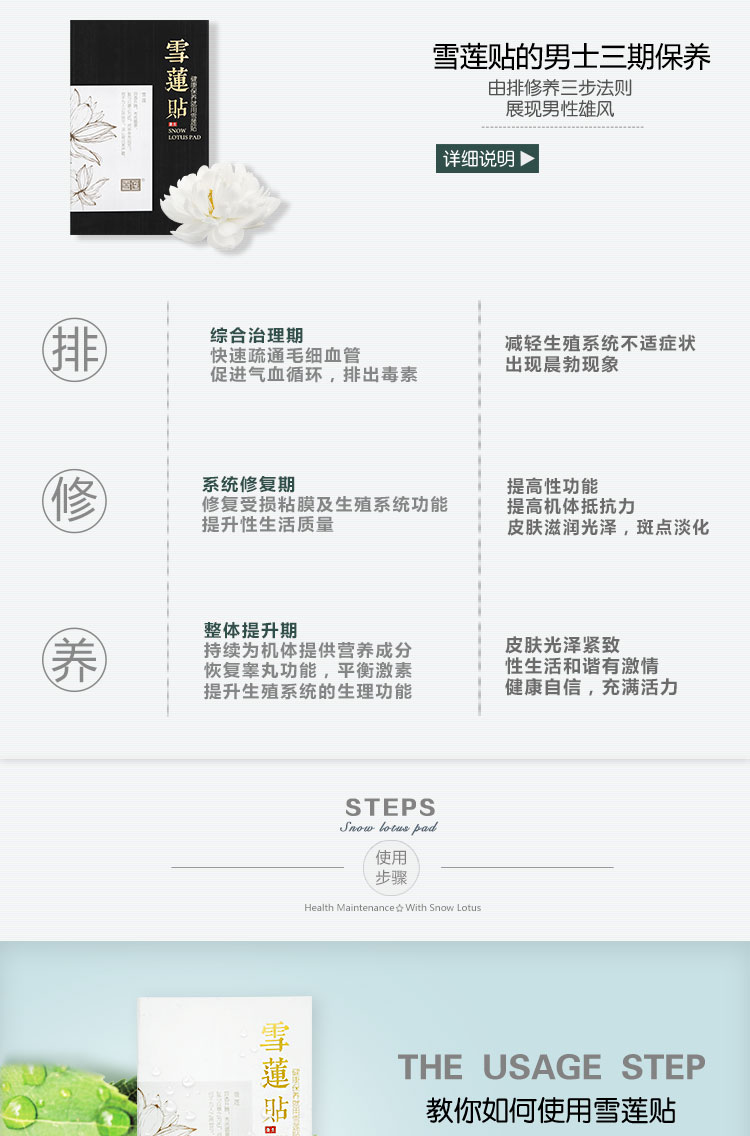 雪蓮貼
健康保养就用雪莲贴
SNOW
LOTUS PAD
雪莲贴的男士三期保养
由排修养三步法则
展现男性雄风
详细说明▶
排
综合治理期
快速疏通毛细血管
促进气血循环，排出毒素
减轻生殖系统不适症状
出现晨勃现象
修
系统修复期
修复受损粘膜及生殖系统功能
提升性生活质量
提高性功能
提高机体抵抗力
皮肤滋润光泽，斑点淡化
养
整体提升期
持续为机体提供营养成分
恢复睾丸功能，平衡激素
提升生殖系统的生理功能
皮肤光泽紧致
性生活和谐有激情
健康自信，充满活力
STEPS
Snow lotus pad
使用
步骤
Health Maintenance☆With Snow Lotus
雪蓮貼
THE USAGE STEP
教你如何使用雪莲贴